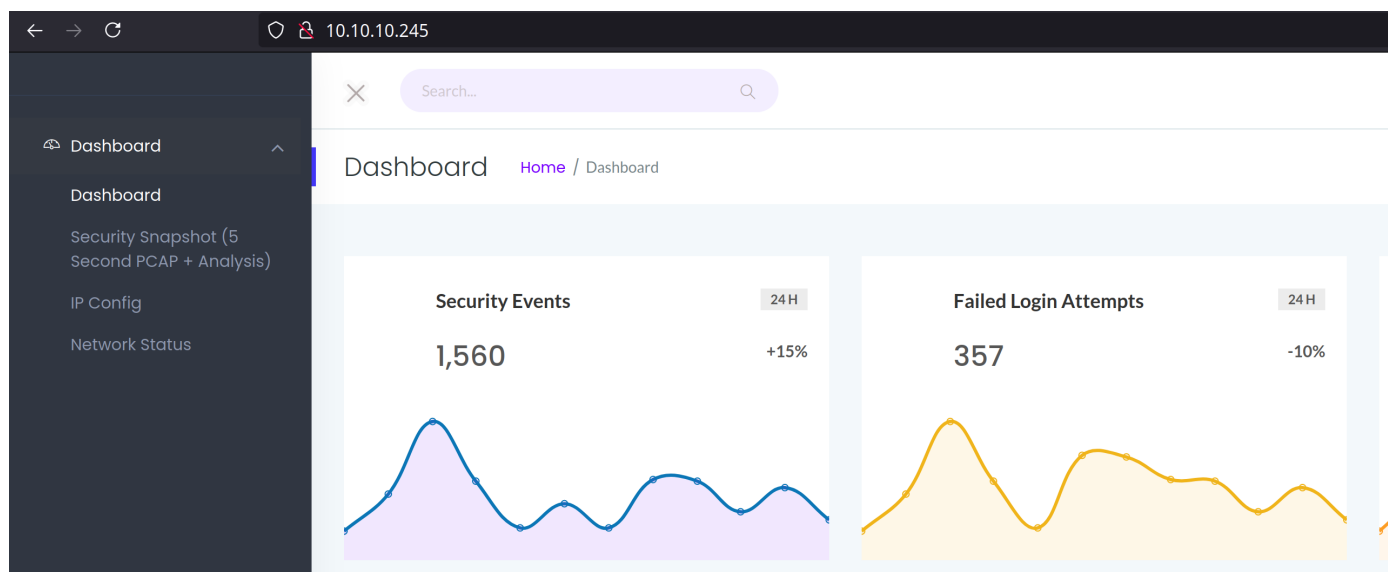 10.10.10.245
Search...
Dashboard
Dashboard
Security Snapshot (5
Second PCAP + Analysis)
IP Config
Network Status
Dashboard
Home / Dashboard
Security Events
24 H
1,560
+15%
Failed Login Attempts
24 H
357
-10%